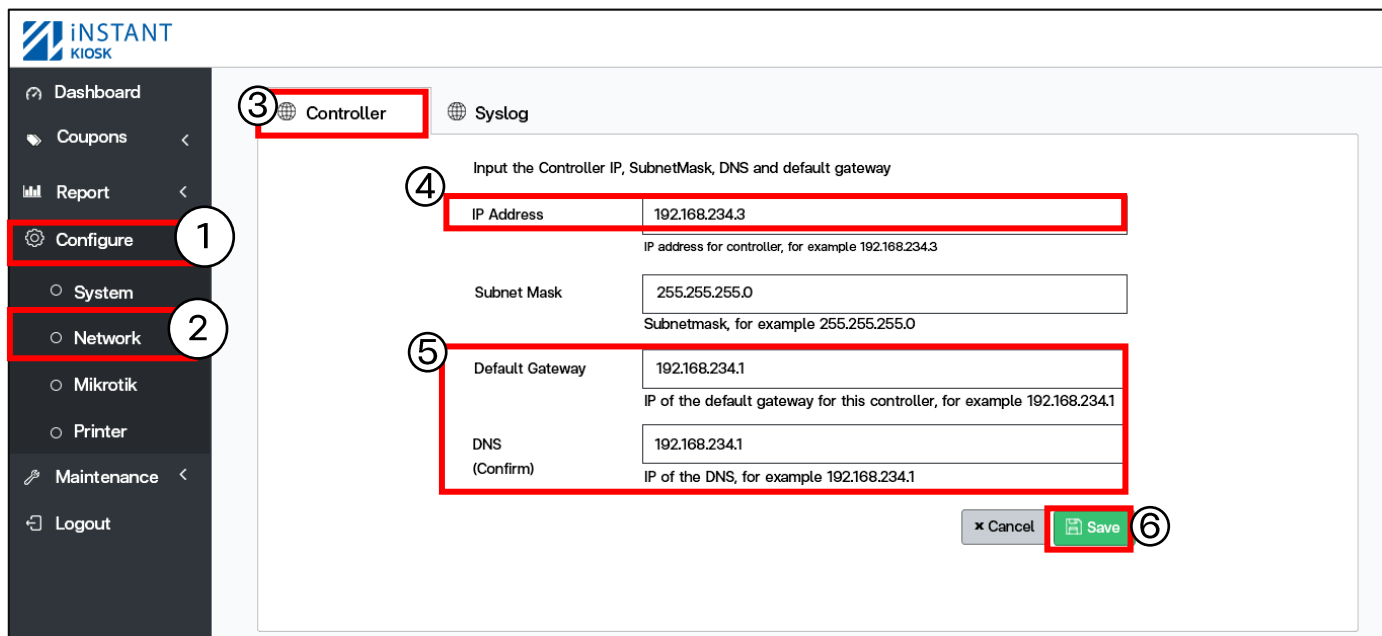 iNSTANT
KIOSK
Dashboard
Coupons
Report
Configure
1
System
Network
2
Mikrotik
Printer
Maintenance
Logout
3
Controller
Syslog
Input the Controller IP, SubnetMask, DNS and default gateway
4
IP Address
192.168.234.3
IP address for controller, for example 192.168.234.3
Subnet Mask
255.255.255.0
Subnetmask, for example 255.255.255.0
5
Default Gateway
192.168.234.1
IP of the default gateway for this controller, for example 192.168.234.1
DNS
(Confirm)
192.168.234.1
IP of the DNS, for example 192.168.234.1
× Cancel
Save
6